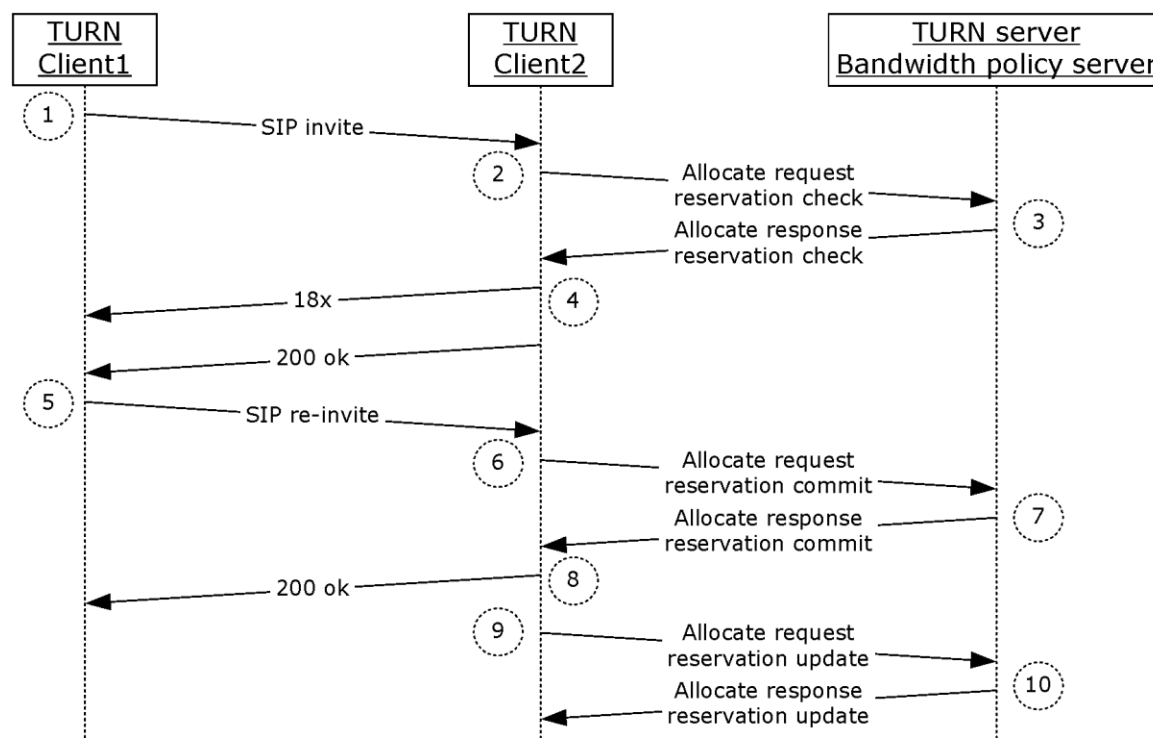 TURN
Client1
TURN
Client2
TURN server
Bandwidth policy server
1
SIP invite
2
Allocate request
reservation check
3
Allocate response
reservation check
18x
4
200 ok
5
SIP re-invite
6
Allocate request
reservation commit
7
Allocate response
reservation commit
200 ok
8
9
Allocate request
reservation update
10
Allocate response
reservation update